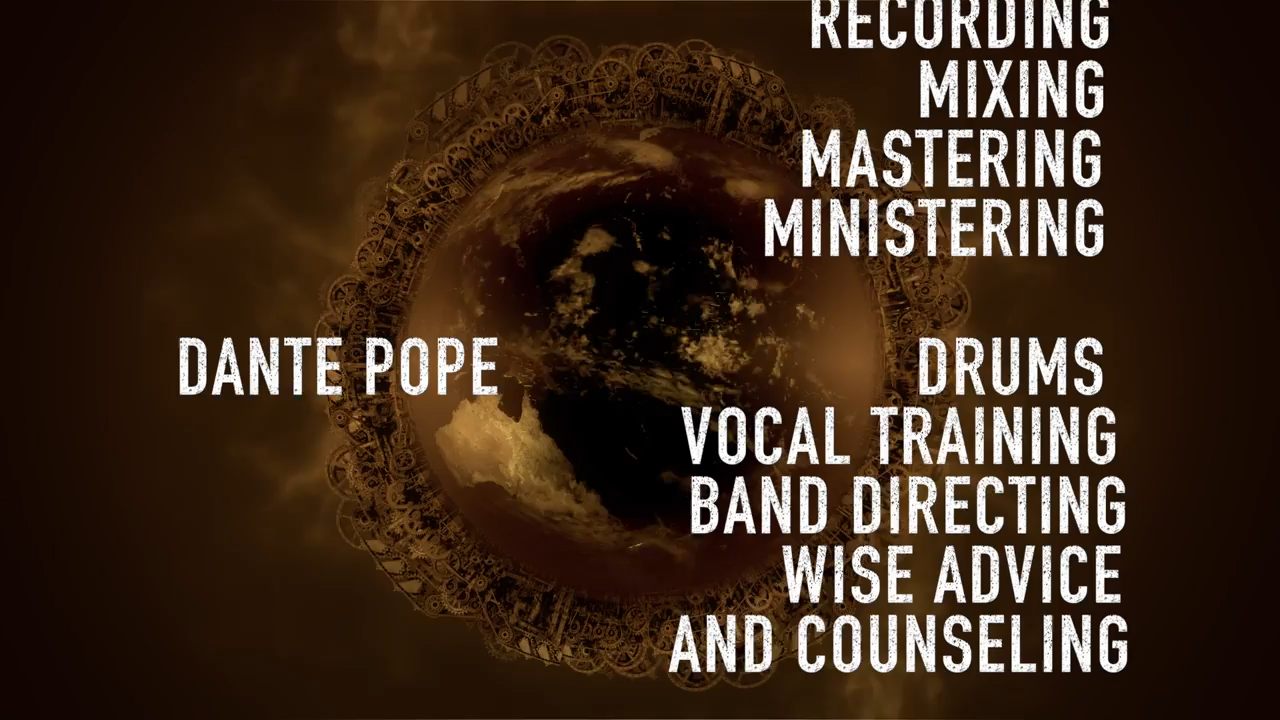 RECORDING
MIXING
MASTERING
MINISTERING
DANTE POPE DRUMS
VOCAL TRAINING
BAND DIRECTING
WISE ADVICE
AND COUNSELING